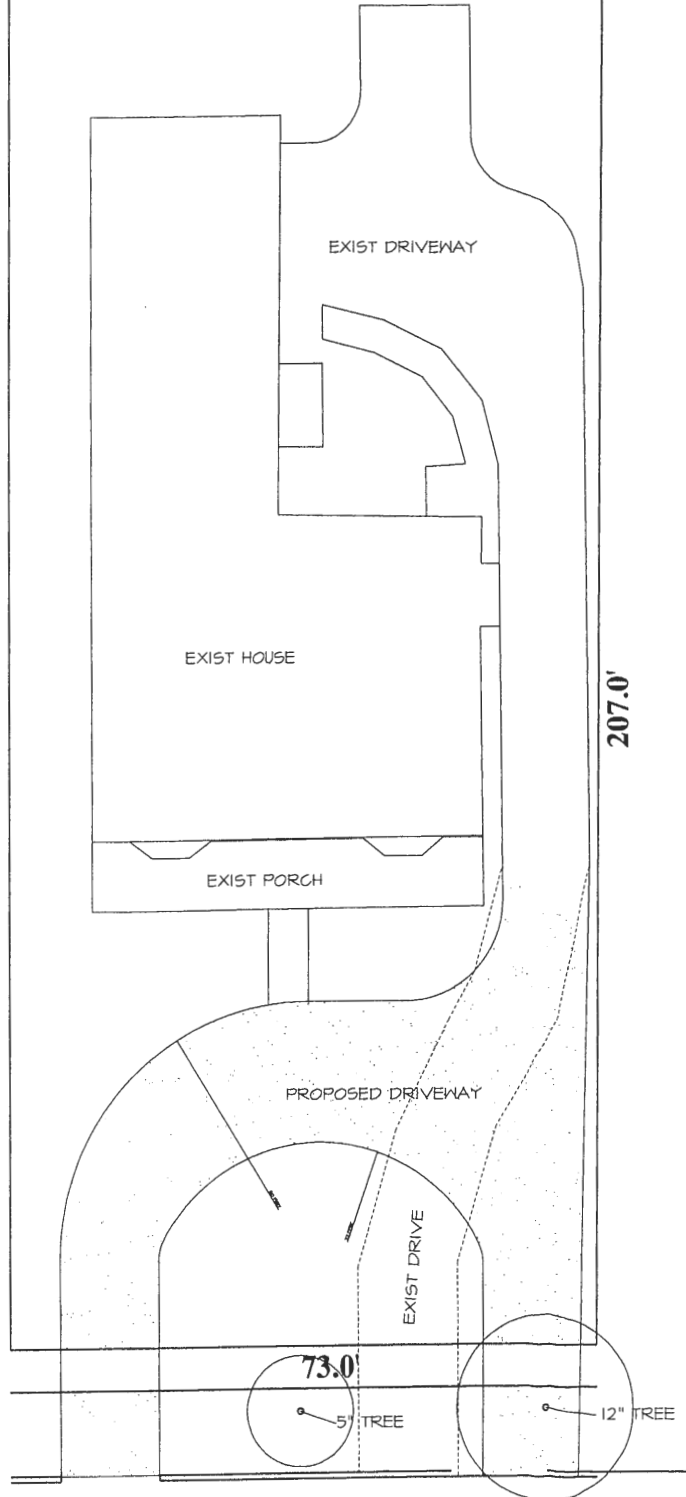 EXIST DRIVEWAY
EXIST HOUSE
207.0'
EXIST PORCH
PROPOSED DRIVEWAY
EXIST DRIVE
73.0'
5" TREE
12" TREE